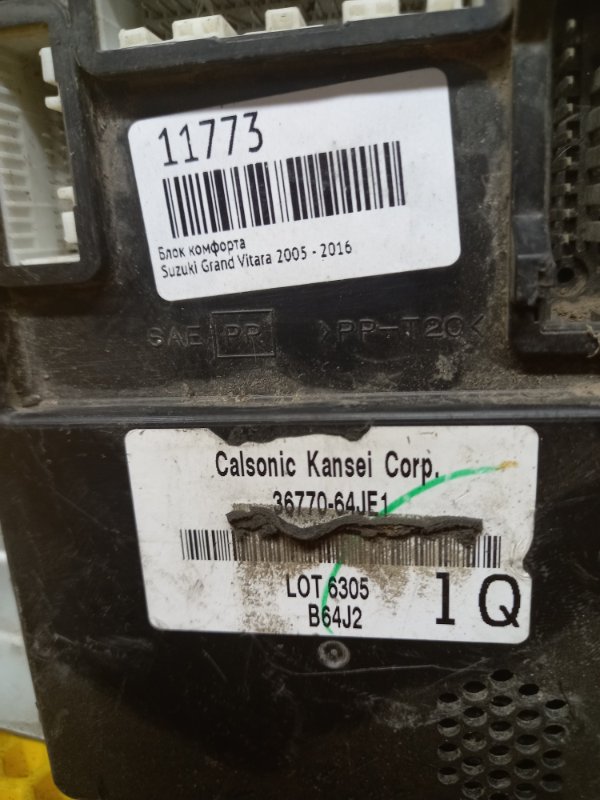 11773
Блок комфорта
Suzuki Grand Vitara 2005 - 2016
SAE PP >PP-T20<
Calsonic Kansei Corp.
36770-64JE1
LOT 6305
B64J2
1Q